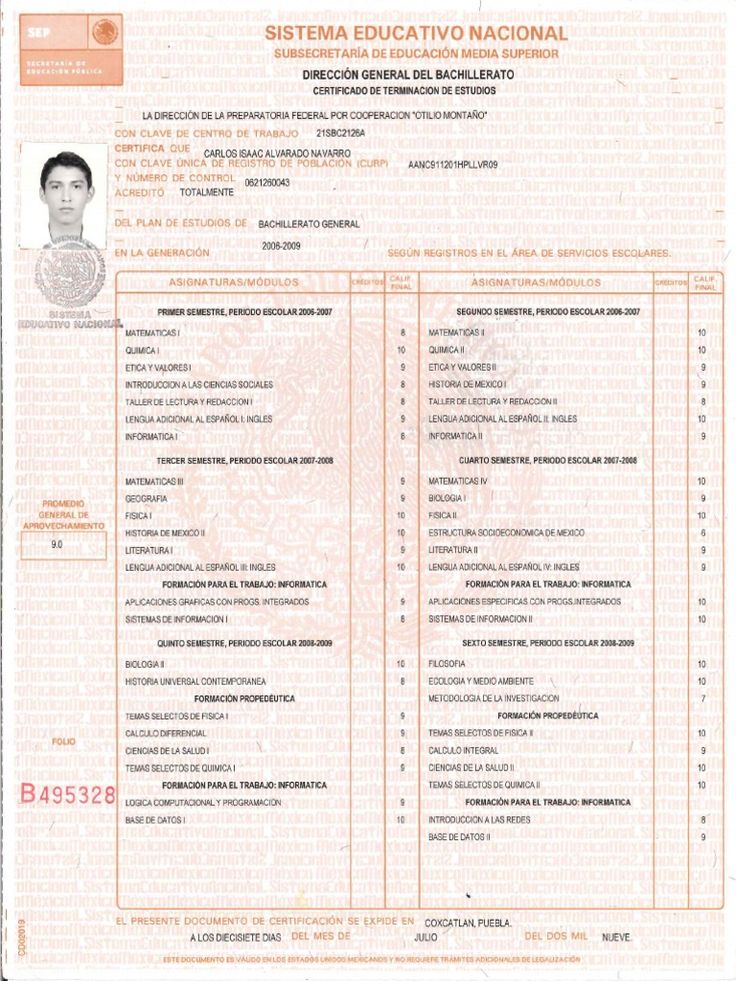 SEP
SECRETARÍA DE
EDUCACIÓN PÚBLICA
SISTEMA EDUCATIVO NACIONAL
SUBSECRETARÍA DE EDUCACIÓN MEDIA SUPERIOR
DIRECCIÓN GENERAL DEL BACHILLERATO
CERTIFICADO DE TERMINACION DE ESTUDIOS
LA DIRECCIÓN DE LA PREPARATORIA FEDERAL POR COOPERACION "OTILIO MONTAÑO"
CON CLAVE DE CENTRO DE TRABAJO 21SBC2126A
CERTIFICA QUE CARLOS ISAAC ALVARADO NAVARRO
CON CLAVE ÚNICA DE REGISTRO DE POBLACIÓN (CURP) AANC911201HPLLVR09
Y NÚMERO DE CONTROL 0621260043
ACREDITÓ TOTALMENTE
DEL PLAN DE ESTUDIOS DE BACHILLERATO GENERAL
EN LA GENERACIÓN 2006-2009 SEGÚN REGISTROS EN EL ÁREA DE SERVICIOS ESCOLARES.
SISTEMA
EDUCATIVO NACIONAL
ASIGNATURAS/MÓDULOS CRÉDITOS CALIF. FINAL ASIGNATURAS/MÓDULOS CRÉDITOS CALIF. FINAL
PRIMER SEMESTRE, PERIODO ESCOLAR 2006-2007 SEGUNDO SEMESTRE, PERIODO ESCOLAR 2006-2007
MATEMATICAS I 8 MATEMATICAS II 10
QUIMICA I 10 QUIMICA II 10
ETICA Y VALORES I 9 ETICA Y VALORES II 9
INTRODUCCION A LAS CIENCIAS SOCIALES 8 HISTORIA DE MEXICO I 9
TALLER DE LECTURA Y REDACCION I 8 TALLER DE LECTURA Y REDACCION II 8
LENGUA ADICIONAL AL ESPAÑOL I: INGLES 9 LENGUA ADICIONAL AL ESPAÑOL II: INGLES 10
INFORMATICA I INFORMATICA II 9
TERCER SEMESTRE, PERIODO ESCOLAR 2007-2008 CUARTO SEMESTRE, PERIODO ESCOLAR 2007-2008
MATEMATICAS III 9 MATEMATICAS IV 10
GEOGRAFIA 9 BIOLOGIA I 9
FISICA I 10 FISICA II 10
HISTORIA DE MEXICO II 10 ESTRUCTURA SOCIOECONOMICA DE MEXICO 6
LITERATURA I 9 LITERATURA II 9
LENGUA ADICIONAL AL ESPAÑOL III: INGLES 10 LENGUA ADICIONAL AL ESPAÑOL IV: INGLES 9
FORMACIÓN PARA EL TRABAJO: INFORMATICA FORMACIÓN PARA EL TRABAJO: INFORMATICA
APLICACIONES GRAFICAS CON PROGS. INTEGRADOS 9 APLICACIONES ESPECIFICAS CON PROGS.INTEGRADOS 10
SISTEMAS DE INFORMACION I 8 SISTEMAS DE INFORMACION II 10
QUINTO SEMESTRE, PERIODO ESCOLAR 2008-2009 SEXTO SEMESTRE, PERIODO ESCOLAR 2008-2009
BIOLOGIA II 10 FILOSOFIA 10
HISTORIA UNIVERSAL CONTEMPORANEA 8 ECOLOGIA Y MEDIO AMBIENTE 10
FORMACIÓN PROPEDÉUTICA METODOLOGIA DE LA INVESTIGACION 7
TEMAS SELECTOS DE FISICA I 9 FORMACIÓN PROPEDÉUTICA
CALCULO DIFERENCIAL 9 TEMAS SELECTOS DE FISICA II 10
CIENCIAS DE LA SALUD I 8 CALCULO INTEGRAL 9
TEMAS SELECTOS DE QUIMICA I 9 CIENCIAS DE LA SALUD II 10
FORMACIÓN PARA EL TRABAJO: INFORMATICA TEMAS SELECTOS DE QUIMICA II 10
LOGICA COMPUTACIONAL Y PROGRAMACION 9 FORMACIÓN PARA EL TRABAJO: INFORMATICA
BASE DE DATOS I 10 INTRODUCCION A LAS REDES 8
BASE DE DATOS II 9
PROMEDIO
GENERAL DE
APROVECHAMIENTO
9.0
FOLIO
B495328
EL PRESENTE DOCUMENTO DE CERTIFICACIÓN SE EXPIDE EN COXCATLAN, PUEBLA.
A LOS DIECISIETE DIAS DEL MES DE JULIO DEL DOS MIL NUEVE.
ESTE DOCUMENTO ES VÁLIDO EN LOS ESTADOS UNIDOS MEXICANOS Y NO REQUIERE TRÁMITES ADICIONALES DE LEGALIZACIÓN
CD02019